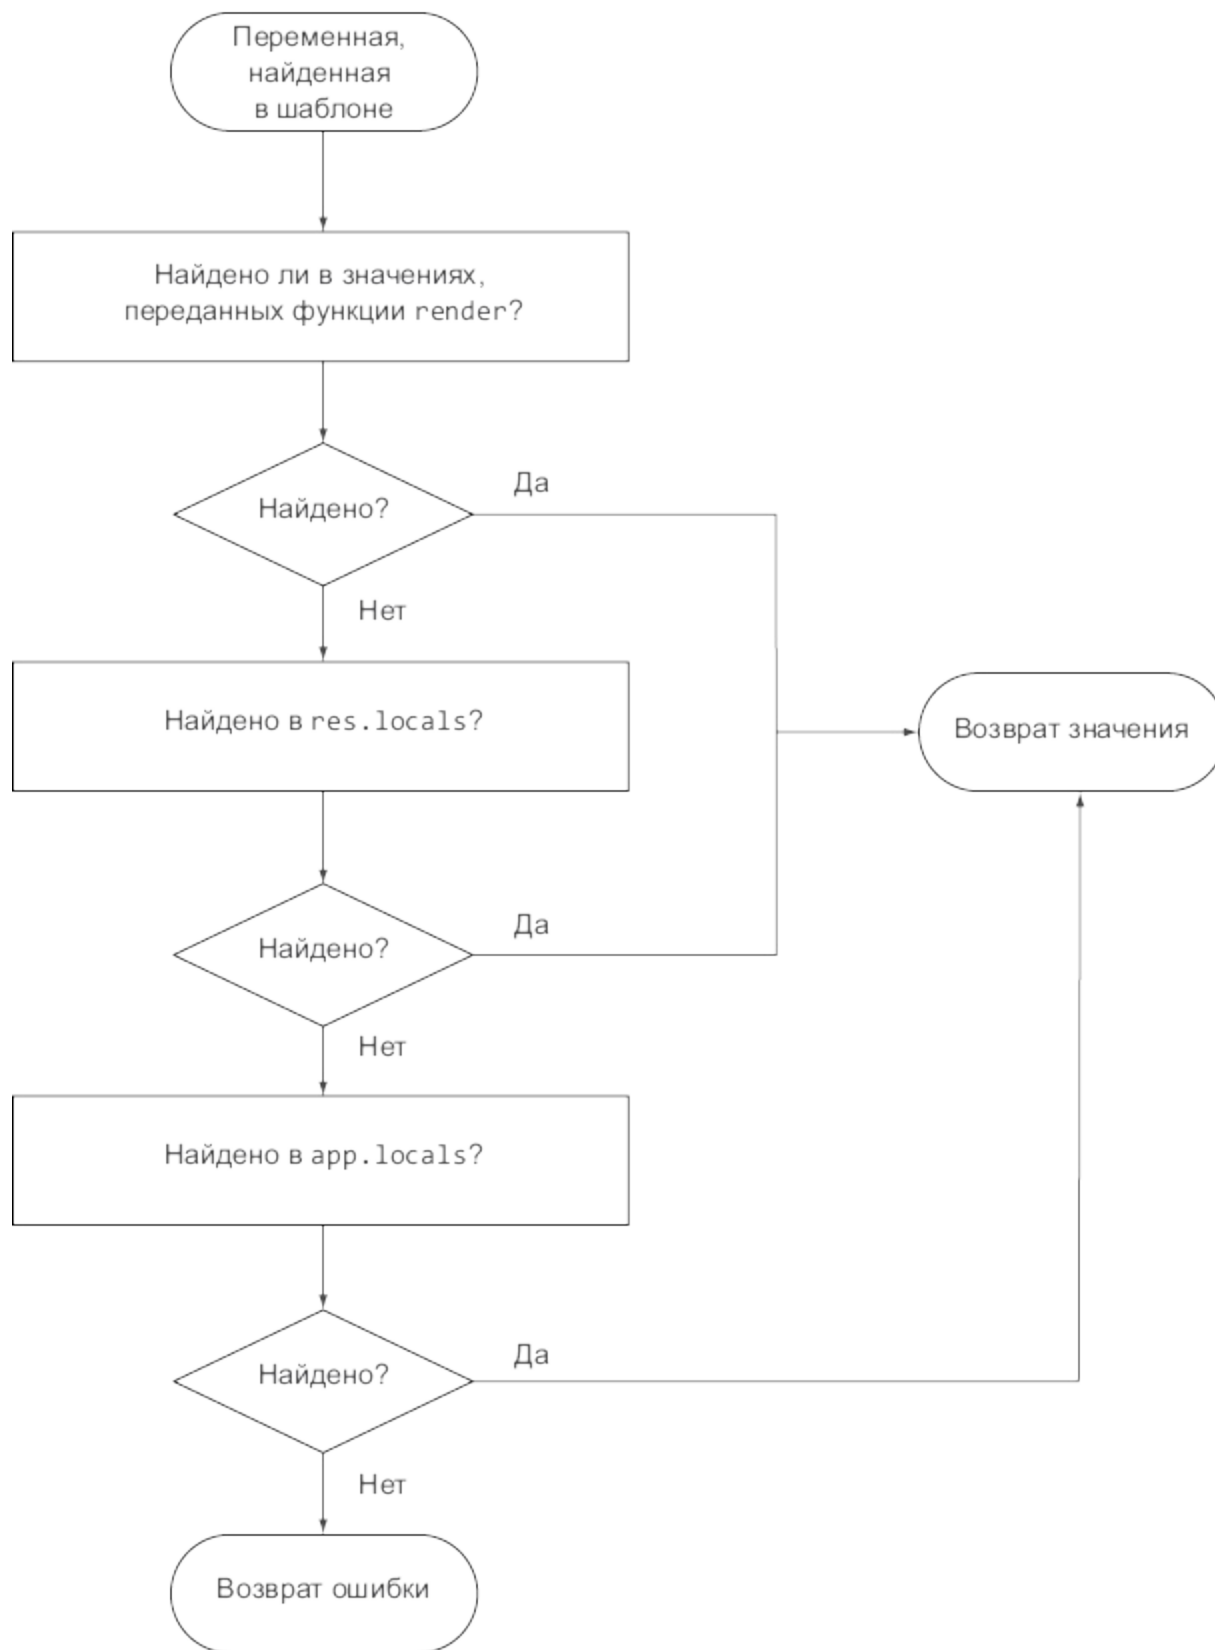 Переменная,
найденная
в шаблоне
Найдено ли в значениях,
переданных функции render?
Найдено?
Да
Нет
Найдено в res.locals?
Возврат значения
Найдено?
Да
Нет
Найдено в app.locals?
Найдено?
Да
Нет
Возврат ошибки